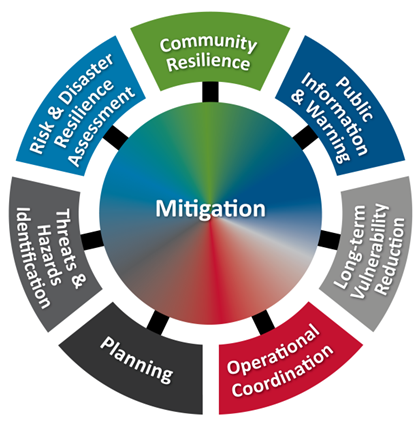 Community
Resilience
Public
Information
& Warning
Long-term
Vulnerability
Reduction
Operational
Coordination
Planning
Threats &
Hazards
Identification
Risk & Disaster
Resilience
Assessment
Mitigation